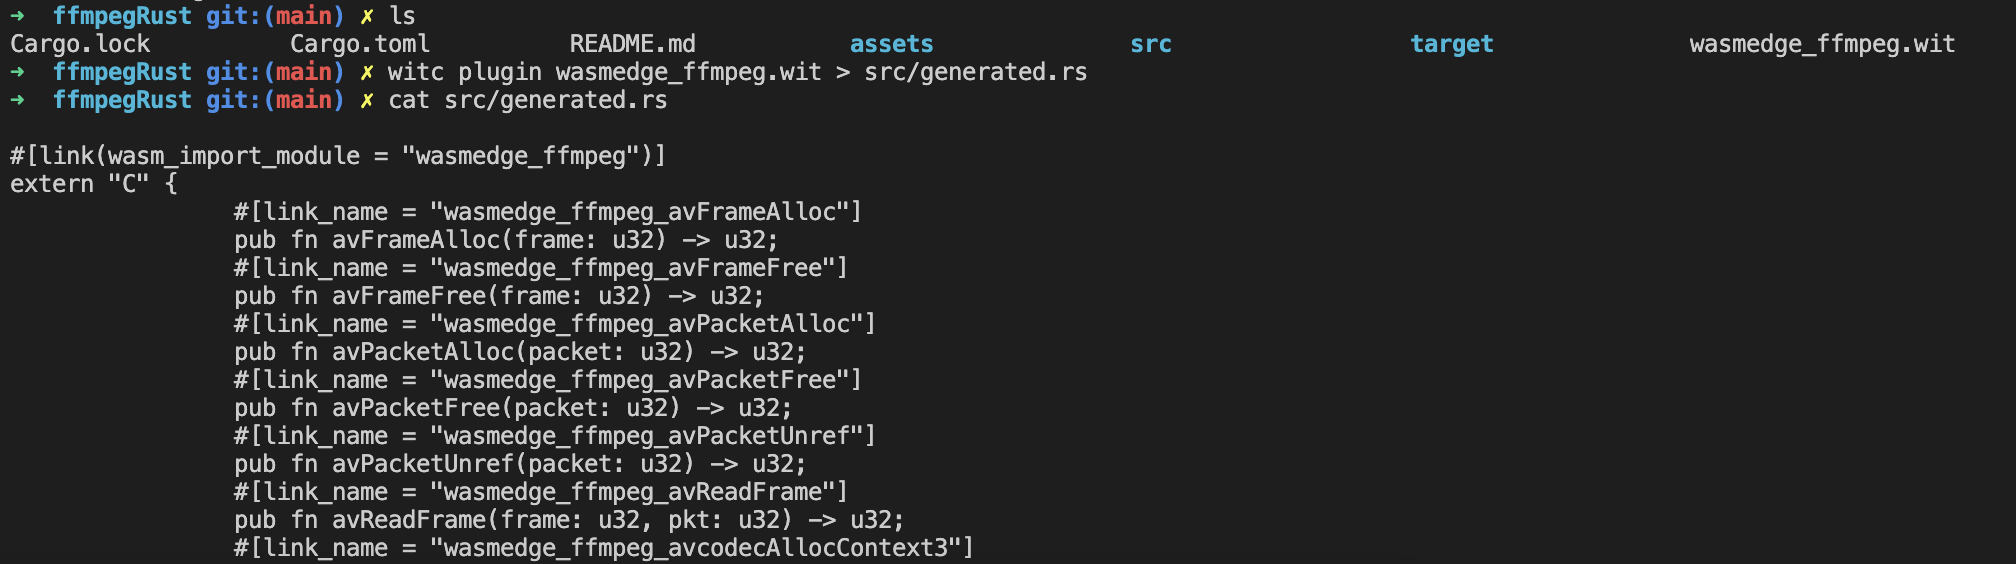 ➜  ffmpegRust git:(main) ✗ ls
Cargo.lock          Cargo.toml          README.md           assets              src                 target              wasmedge_ffmpeg.wit
➜  ffmpegRust git:(main) ✗ witc plugin wasmedge_ffmpeg.wit > src/generated.rs
➜  ffmpegRust git:(main) ✗ cat src/generated.rs

#[link(wasm_import_module = "wasmedge_ffmpeg")]
extern "C" {
                #[link_name = "wasmedge_ffmpeg_avFrameAlloc"]
                pub fn avFrameAlloc(frame: u32) -> u32;
                #[link_name = "wasmedge_ffmpeg_avFrameFree"]
                pub fn avFrameFree(frame: u32) -> u32;
                #[link_name = "wasmedge_ffmpeg_avPacketAlloc"]
                pub fn avPacketAlloc(packet: u32) -> u32;
                #[link_name = "wasmedge_ffmpeg_avPacketFree"]
                pub fn avPacketFree(packet: u32) -> u32;
                #[link_name = "wasmedge_ffmpeg_avPacketUnref"]
                pub fn avPacketUnref(packet: u32) -> u32;
                #[link_name = "wasmedge_ffmpeg_avReadFrame"]
                pub fn avReadFrame(frame: u32, pkt: u32) -> u32;
                #[link_name = "wasmedge_ffmpeg_avcodecAllocContext3"]